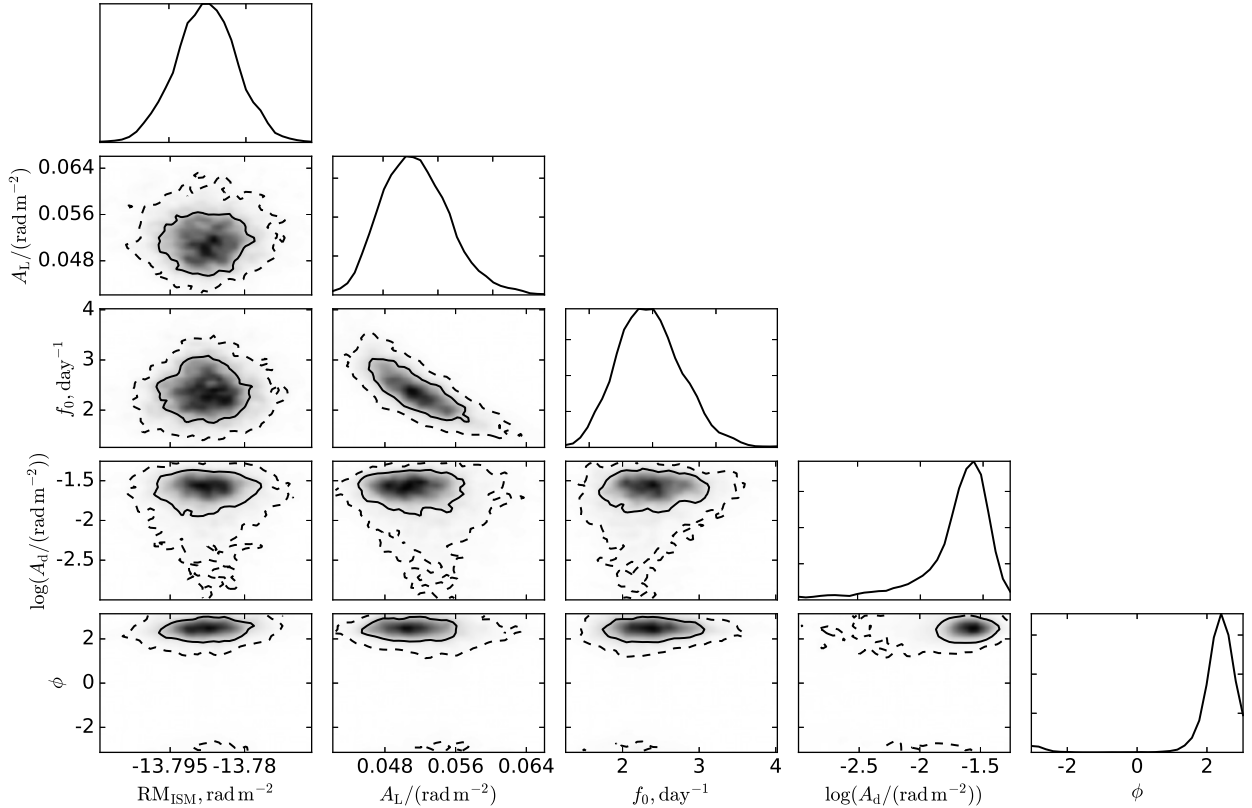 0.064
0.056
0.048
A_L/(rad m^−2)
4
3
2
f_0, day^−1
-1.5
-2
-2.5
log(A_d/(rad m^−2))
2
0
-2
ϕ
-13.795 -13.78
RM_ISM, rad m^−2
0.048 0.056 0.064
A_L/(rad m^−2)
2 3 4
f_0, day^−1
-2.5 -2 -1.5
log(A_d/(rad m^−2))
-2 0 2
ϕ